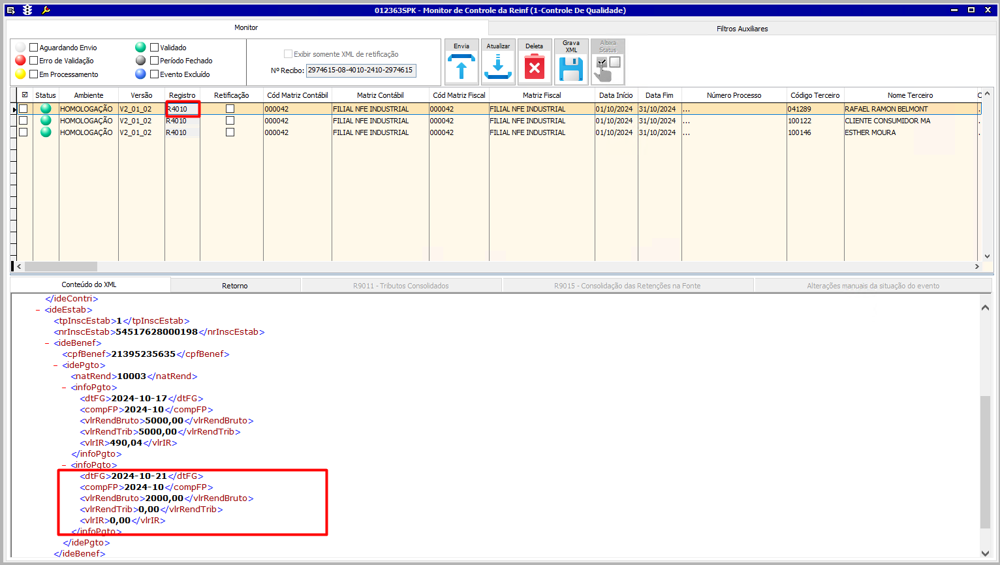 012363SPK - Monitor de Controle da Reinf (1-Controle De Qualidade)
Monitor
Filtros Auxiliares
Aguardando Envio
Validado
Erro de Validação
Período Fechado
Em Processamento
Evento Excluído
Exibir somente XML de retificação
Nº Recibo: 2974615-08-4010-2410-2974615
Envia
Atualizar
Deleta
Grava XML
Altera Status
Status Ambiente Versão Registro Retificação Cód Matriz Contábil Matriz Contábil Cód Matriz Fiscal Matriz Fiscal Data Início Data Fim Número Processo Código Terceiro Nome Terceiro C
HOMOLOGAÇÃO V2_01_02 R4010 000042 FILIAL NFE INDUSTRIAL 000042 FILIAL NFE INDUSTRIAL 01/10/2024 31/10/2024 ... 041289 RAFAEL RAMON BELMONT .
HOMOLOGAÇÃO V2_01_02 R4010 000042 FILIAL NFE INDUSTRIAL 000042 FILIAL NFE INDUSTRIAL 01/10/2024 31/10/2024 ... 100122 CLIENTE CONSUMIDOR MA .
HOMOLOGAÇÃO V2_01_02 R4010 000042 FILIAL NFE INDUSTRIAL 000042 FILIAL NFE INDUSTRIAL 01/10/2024 31/10/2024 ... 100146 ESTHER MOURA .
Conteúdo do XML
Retorno
R9011 - Tributos Consolidados
R9015 - Consolidação das Retenções na Fonte
Alterações manuais da situação do evento
</ideContri>
- <ideEstab>
<tpInscEstab>1</tpInscEstab>
<nrInscEstab>54517628000198</nrInscEstab>
- <ideBenef>
<cpfBenef>21395235635</cpfBenef>
- <idePgto>
<natRend>10003</natRend>
- <infoPgto>
<dtFG>2024-10-17</dtFG>
<compFP>2024-10</compFP>
<vlrRendBruto>5000,00</vlrRendBruto>
<vlrRendTrib>5000,00</vlrRendTrib>
<vlrIR>490,04</vlrIR>
</infoPgto>
- <infoPgto>
<dtFG>2024-10-21</dtFG>
<compFP>2024-10</compFP>
<vlrRendBruto>2000,00</vlrRendBruto>
<vlrRendTrib>0,00</vlrRendTrib>
<vlrIR>0,00</vlrIR>
</infoPgto>
</idePgto>
</ideBenef>